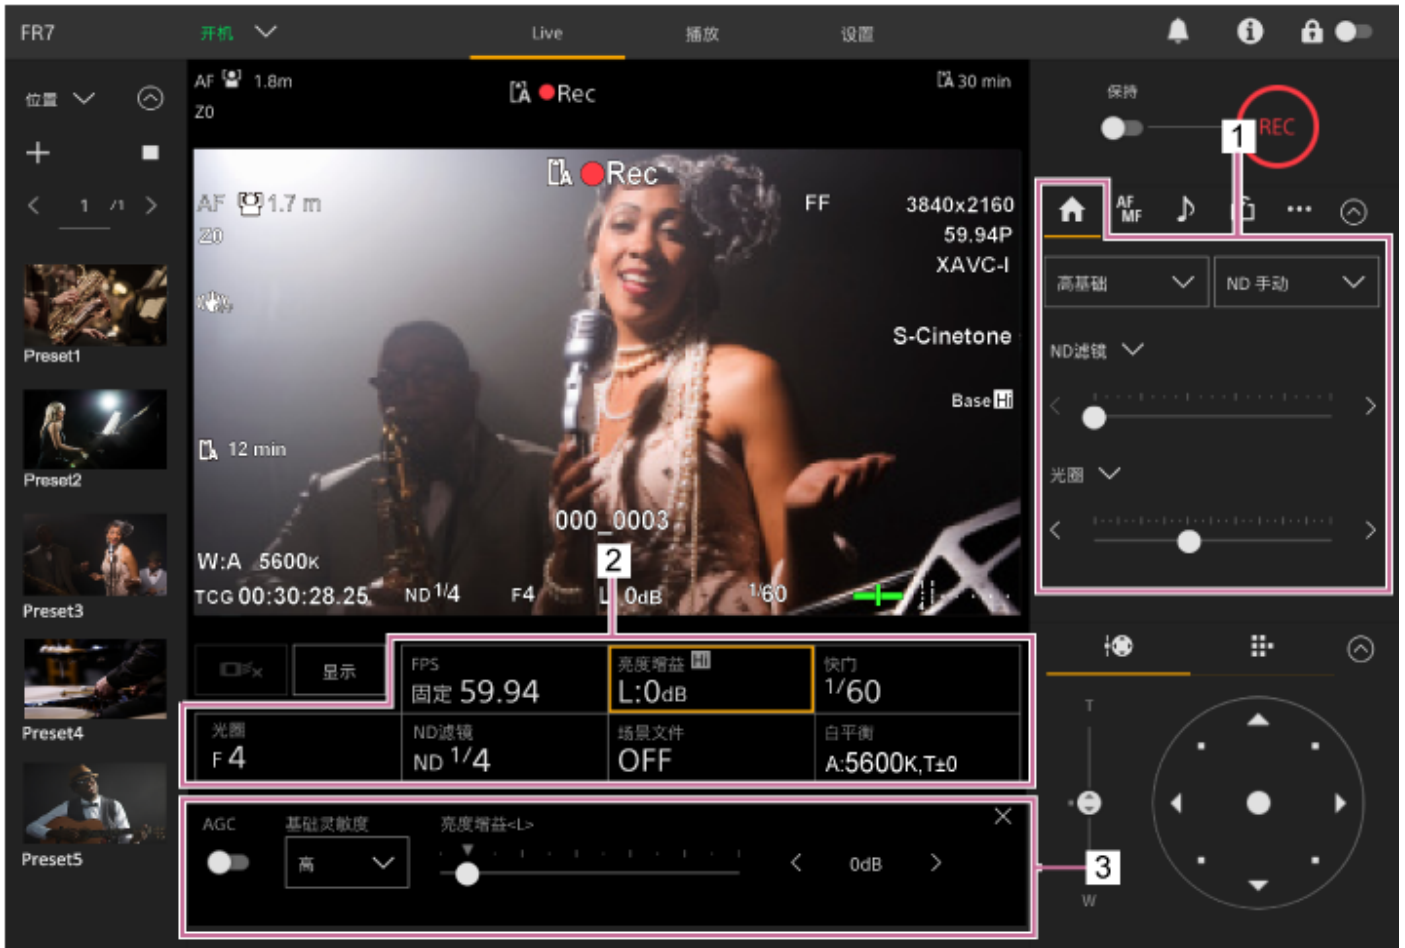 FR7
开机
Live
播放
设置
位置
1 /1
Preset1
Preset2
Preset3
Preset4
Preset5
AF 1.8m
Z0
A Rec
A 30 min
A Rec
AF 1.7 m
Z0
FF
3840x2160
59.94P
XAVC-I
S-Cinetone
Base Hi
A 12 min
000_0003
W:A 5600K
TCG 00:30:28.25
ND 1/4
F4
L 0dB
1/60
2
显示
FPS
固定 59.94
亮度增益 Hi
L:0dB
快门
1/60
光圈
F 4
ND滤镜
ND 1/4
场景文件
OFF
白平衡
A:5600K,T±0
AGC
基础灵敏度
高
亮度增益<L>
0dB
3
保持
REC
1
AF
MF
高基础
ND 手动
ND滤镜
光圈
T
W